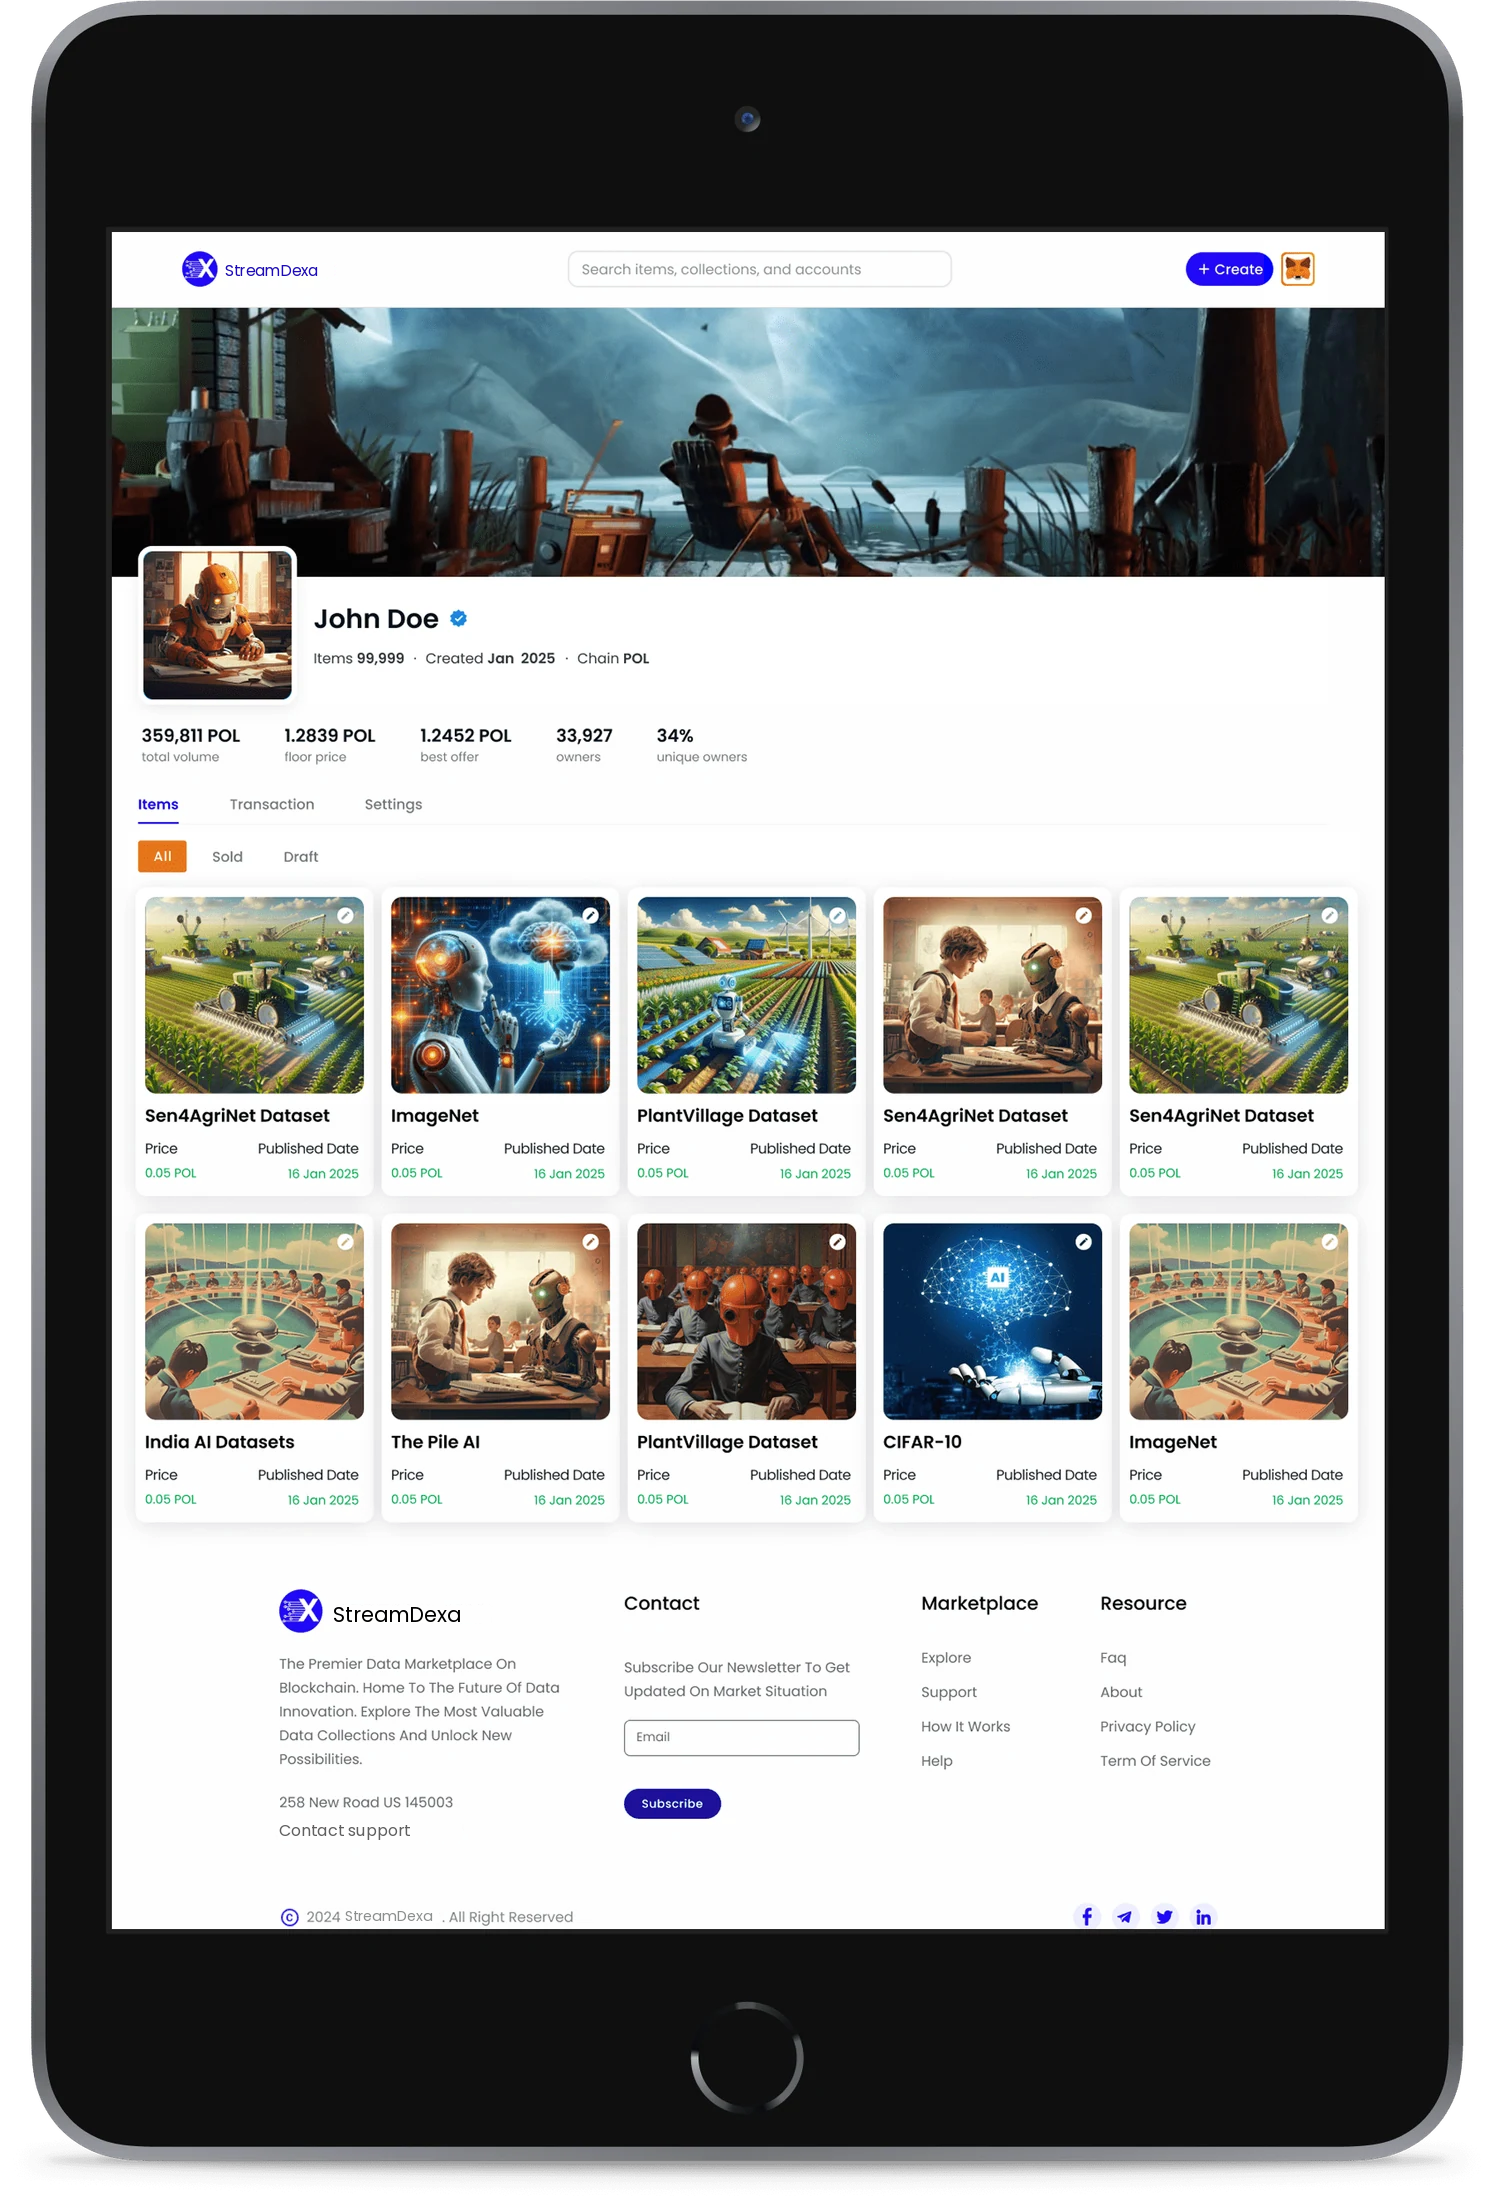 StreamDexa
Search items, collections, and accounts
+ Create
John Doe
Items 99,999 · Created Jan 2025 · Chain POL
359,811 POL 1.2839 POL 1.2452 POL 33,927 34%
total volume floor price best offer owners unique owners
Items Transaction Settings
All Sold Draft
Sen4AgriNet Dataset ImageNet PlantVillage Dataset Sen4AgriNet Dataset Sen4AgriNet Dataset
Price Published Date Price Published Date Price Published Date Price Published Date Price Published Date
0.05 POL 16 Jan 2025 0.05 POL 16 Jan 2025 0.05 POL 16 Jan 2025 0.05 POL 16 Jan 2025 0.05 POL 16 Jan 2025
AI
India AI Datasets The Pile AI PlantVillage Dataset CIFAR-10 ImageNet
Price Published Date Price Published Date Price Published Date Price Published Date Price Published Date
0.05 POL 16 Jan 2025 0.05 POL 16 Jan 2025 0.05 POL 16 Jan 2025 0.05 POL 16 Jan 2025 0.05 POL 16 Jan 2025
StreamDexa
The Premier Data Marketplace On
Blockchain. Home To The Future Of Data
Innovation. Explore The Most Valuable
Data Collections And Unlock New
Possibilities.
258 New Road US 145003
Contact support
Contact
Subscribe Our Newsletter To Get
Updated On Market Situation
Email
Subscribe
Marketplace
Explore
Support
How It Works
Help
Resource
Faq
About
Privacy Policy
Term Of Service
© 2024 StreamDexa . All Right Reserved